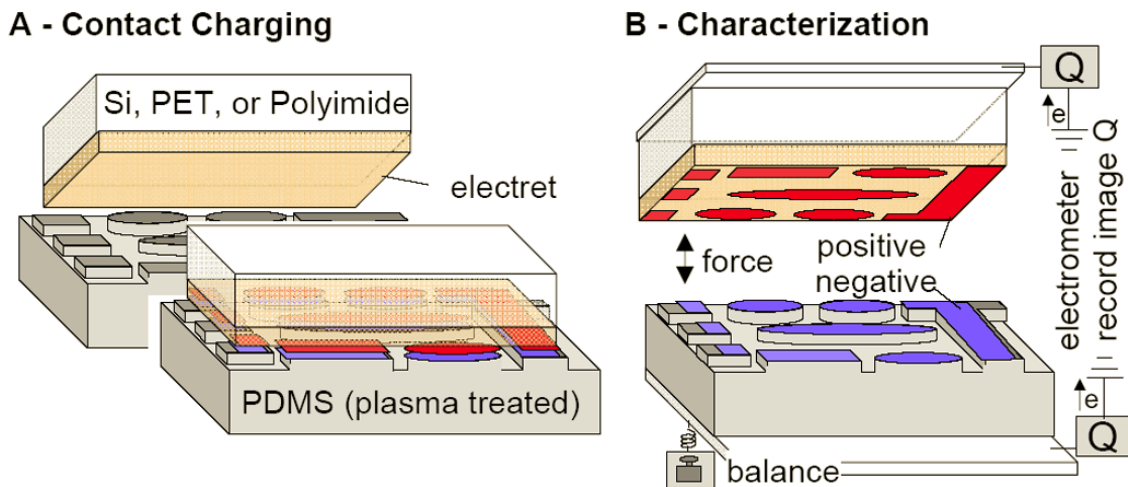 A - Contact Charging
Si, PET, or Polyimide
electret
PDMS (plasma treated)
B - Characterization
Q
e
positive
negative
force
electrometer
record image Q
e
Q
balance